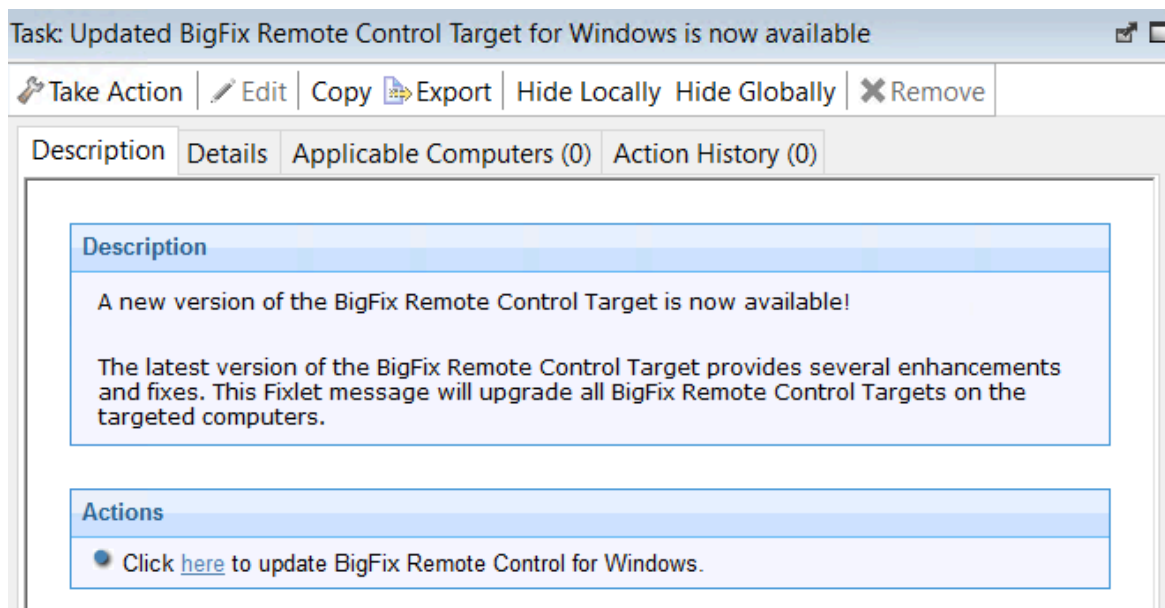 Task: Updated BigFix Remote Control Target for Windows is now available
Take Action Edit Copy Export Hide Locally Hide Globally Remove
Description Details Applicable Computers (0) Action History (0)
Description
A new version of the BigFix Remote Control Target is now available!
The latest version of the BigFix Remote Control Target provides several enhancements
and fixes. This Fixlet message will upgrade all BigFix Remote Control Targets on the
targeted computers.
Actions
Click here to update BigFix Remote Control for Windows.